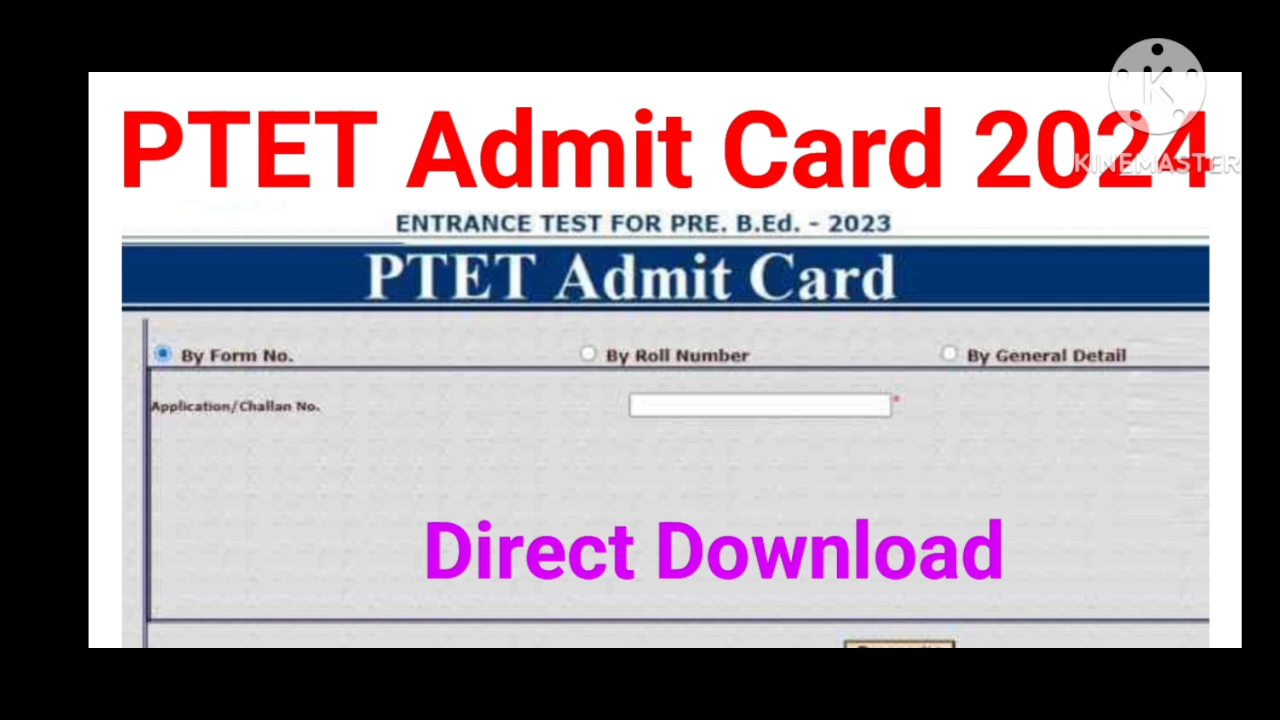 PTET Admit Card 2024
KINEMASTER
ENTRANCE TEST FOR PRE. B.Ed. - 2023
PTET Admit Card
By Form No. By Roll Number By General Detail
Application/Challan No. *
Direct Download